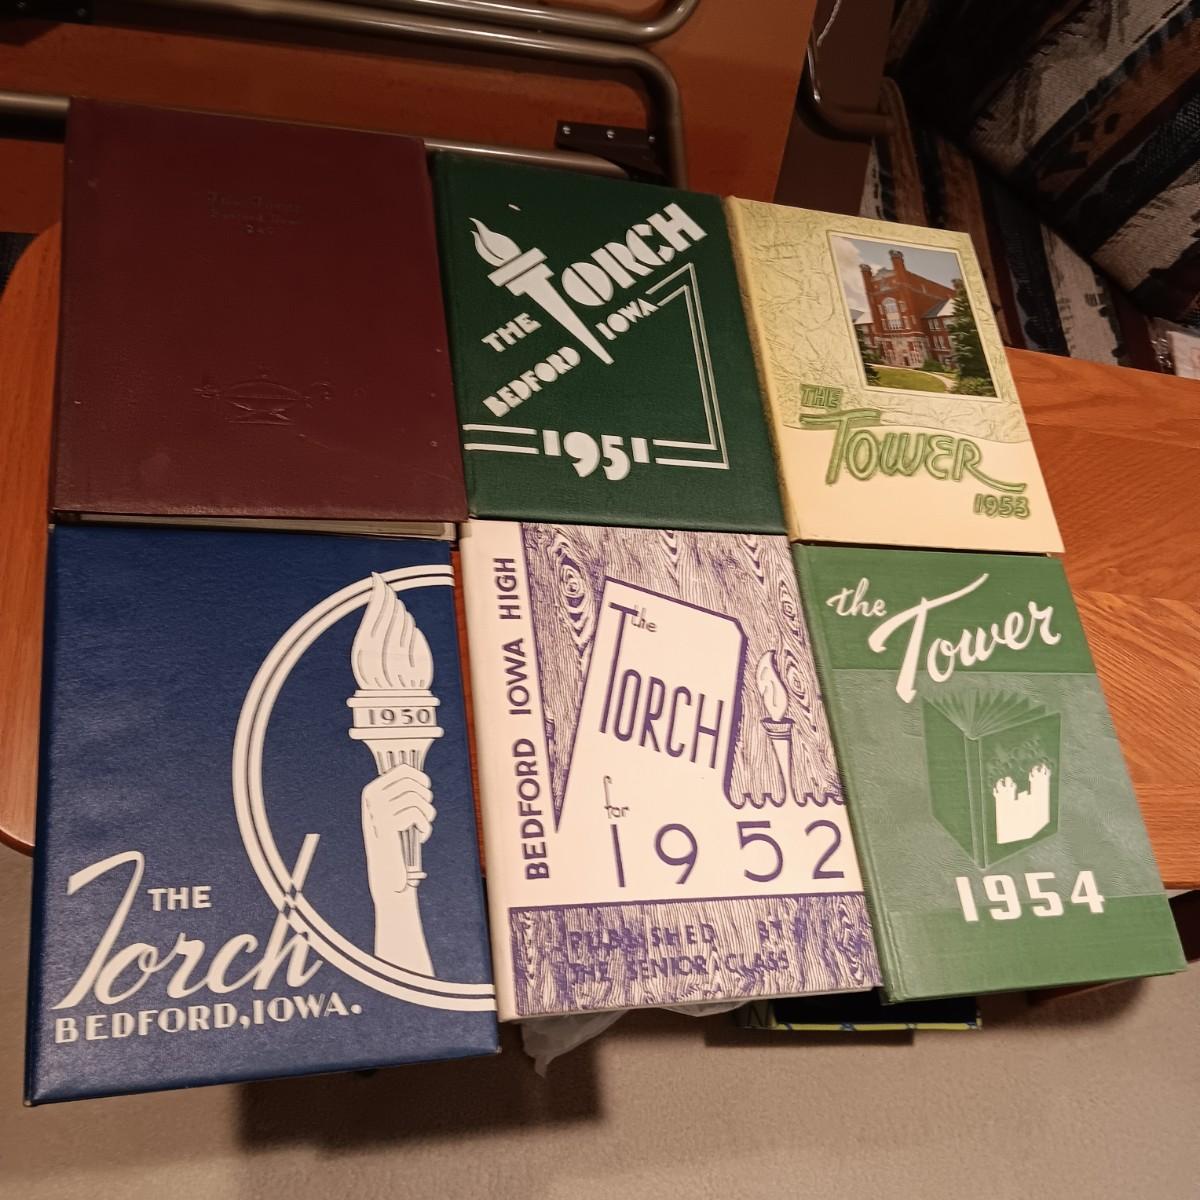 THE
TORCH
BEDFORD IOWA
1951
THE
TOWER
1953
1950
THE
Torch
BEDFORD, IOWA.
BEDFORD IOWA HIGH
the
TORCH
for
1952
PUBLISHED BY
THE SENIOR CLASS
the
Tower
1954